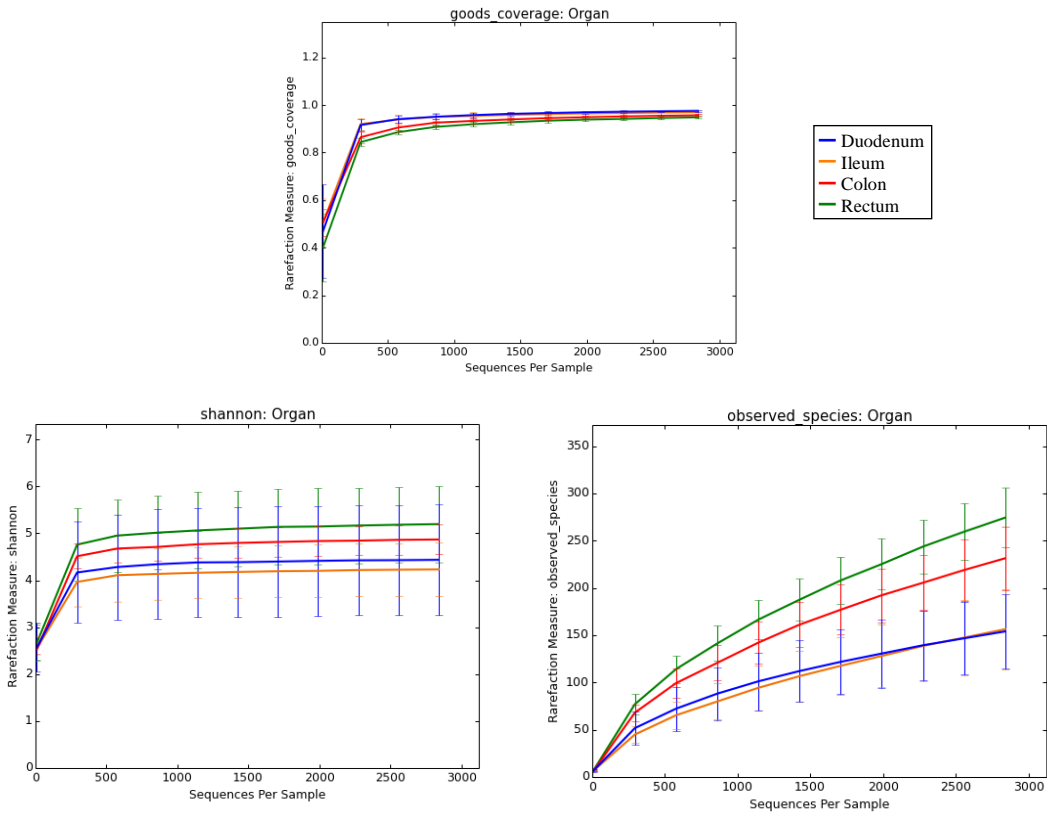 goods_coverage: Organ
Rarefaction Measure: goods_coverage
1.2
1.0
0.8
0.6
0.4
0.2
0.0
0 500 1000 1500 2000 2500 3000
Sequences Per Sample
Duodenum
Ileum
Colon
Rectum
shannon: Organ
Rarefaction Measure: shannon
7
6
5
4
3
2
1
0
0 500 1000 1500 2000 2500 3000
Sequences Per Sample
observed_species: Organ
Rarefaction Measure: observed_species
350
300
250
200
150
100
50
0
0 500 1000 1500 2000 2500 3000
Sequences Per Sample